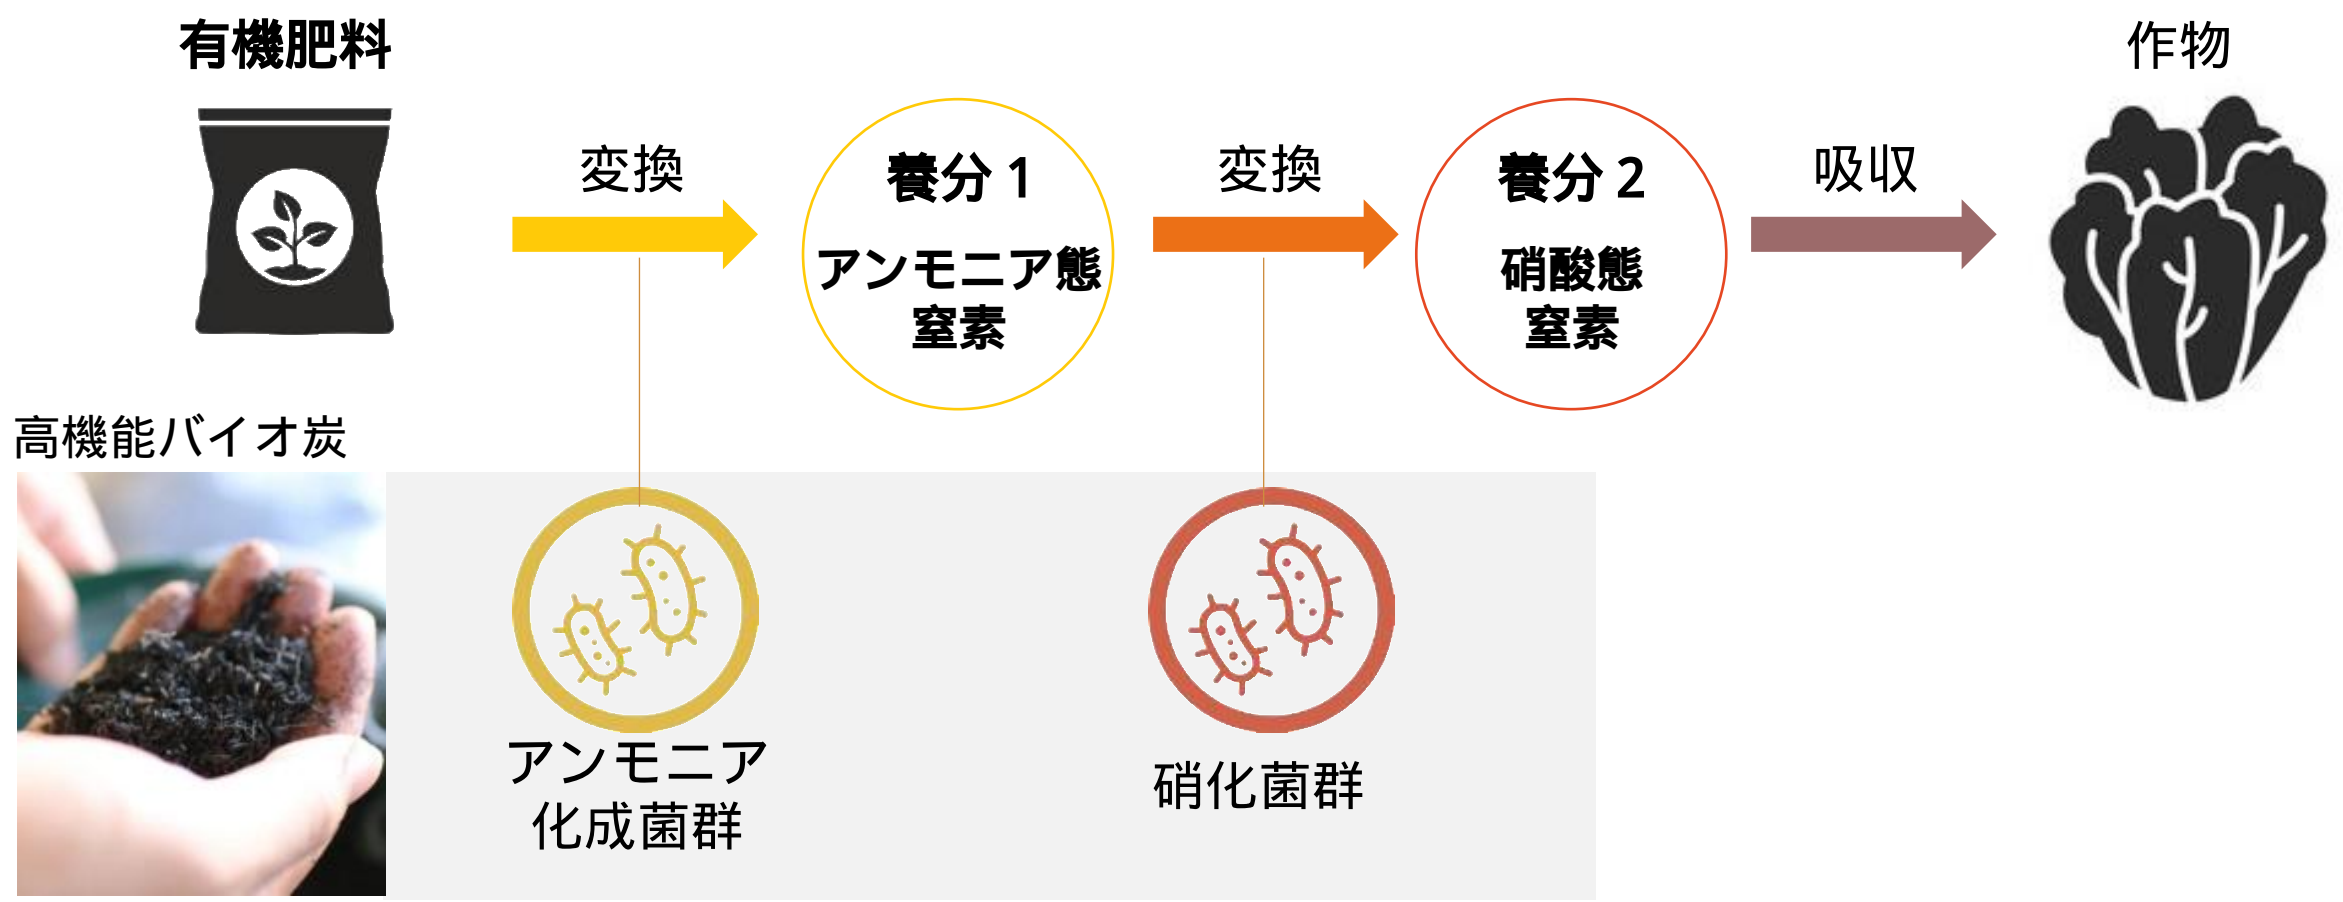 有機肥料
作物
変換
養分 1
変換
養分 2
吸収
アンモニア態
窒素
硝酸態
窒素
高機能バイオ炭
アンモニア
化成菌群
硝化菌群